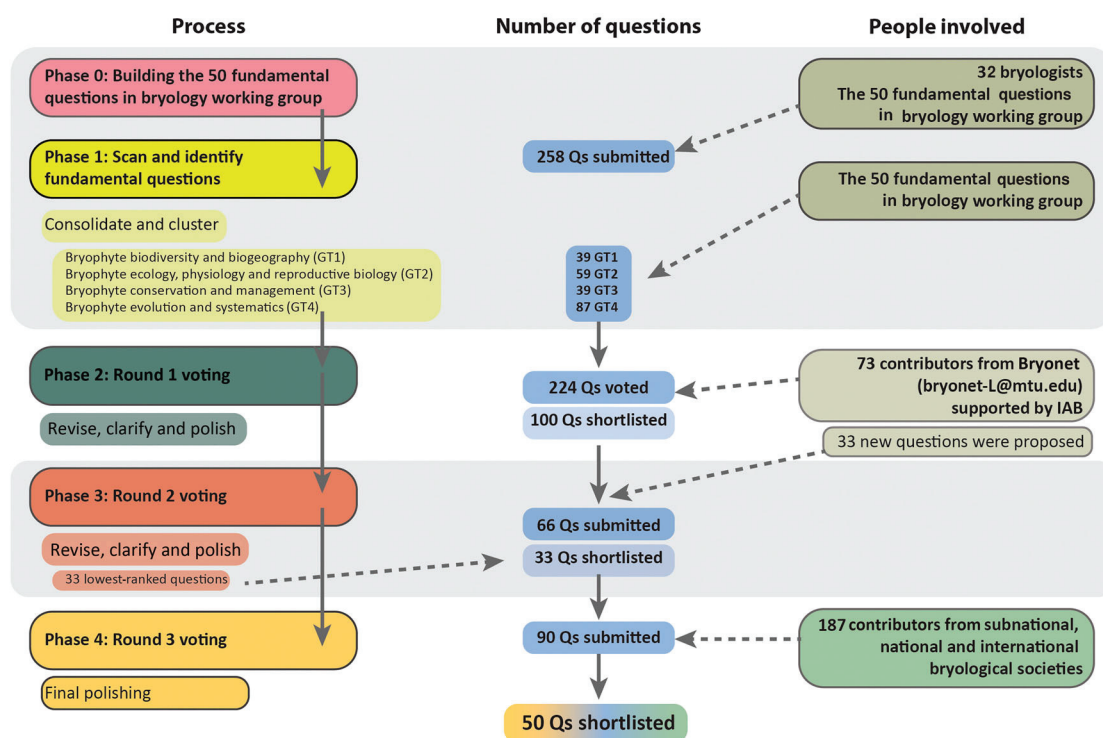 Process
Number of questions
People involved
Phase 0: Building the 50 fundamental
questions in bryology working group
32 bryologists
The 50 fundamental questions
in bryology working group
Phase 1: Scan and identify
fundamental questions
258 Qs submitted
The 50 fundamental questions
in bryology working group
Consolidate and cluster
Bryophyte biodiversity and biogeography (GT1)
Bryophyte ecology, physiology and reproductive biology (GT2)
Bryophyte conservation and management (GT3)
Bryophyte evolution and systematics (GT4)
39 GT1
59 GT2
39 GT3
87 GT4
Phase 2: Round 1 voting
224 Qs voted
73 contributors from Bryonet
(bryonet-L@mtu.edu)
supported by IAB
Revise, clarify and polish
100 Qs shortlisted
33 new questions were proposed
Phase 3: Round 2 voting
66 Qs submitted
Revise, clarify and polish
33 Qs shortlisted
33 lowest-ranked questions
Phase 4: Round 3 voting
90 Qs submitted
187 contributors from subnational,
national and international
bryological societies
Final polishing
50 Qs shortlisted